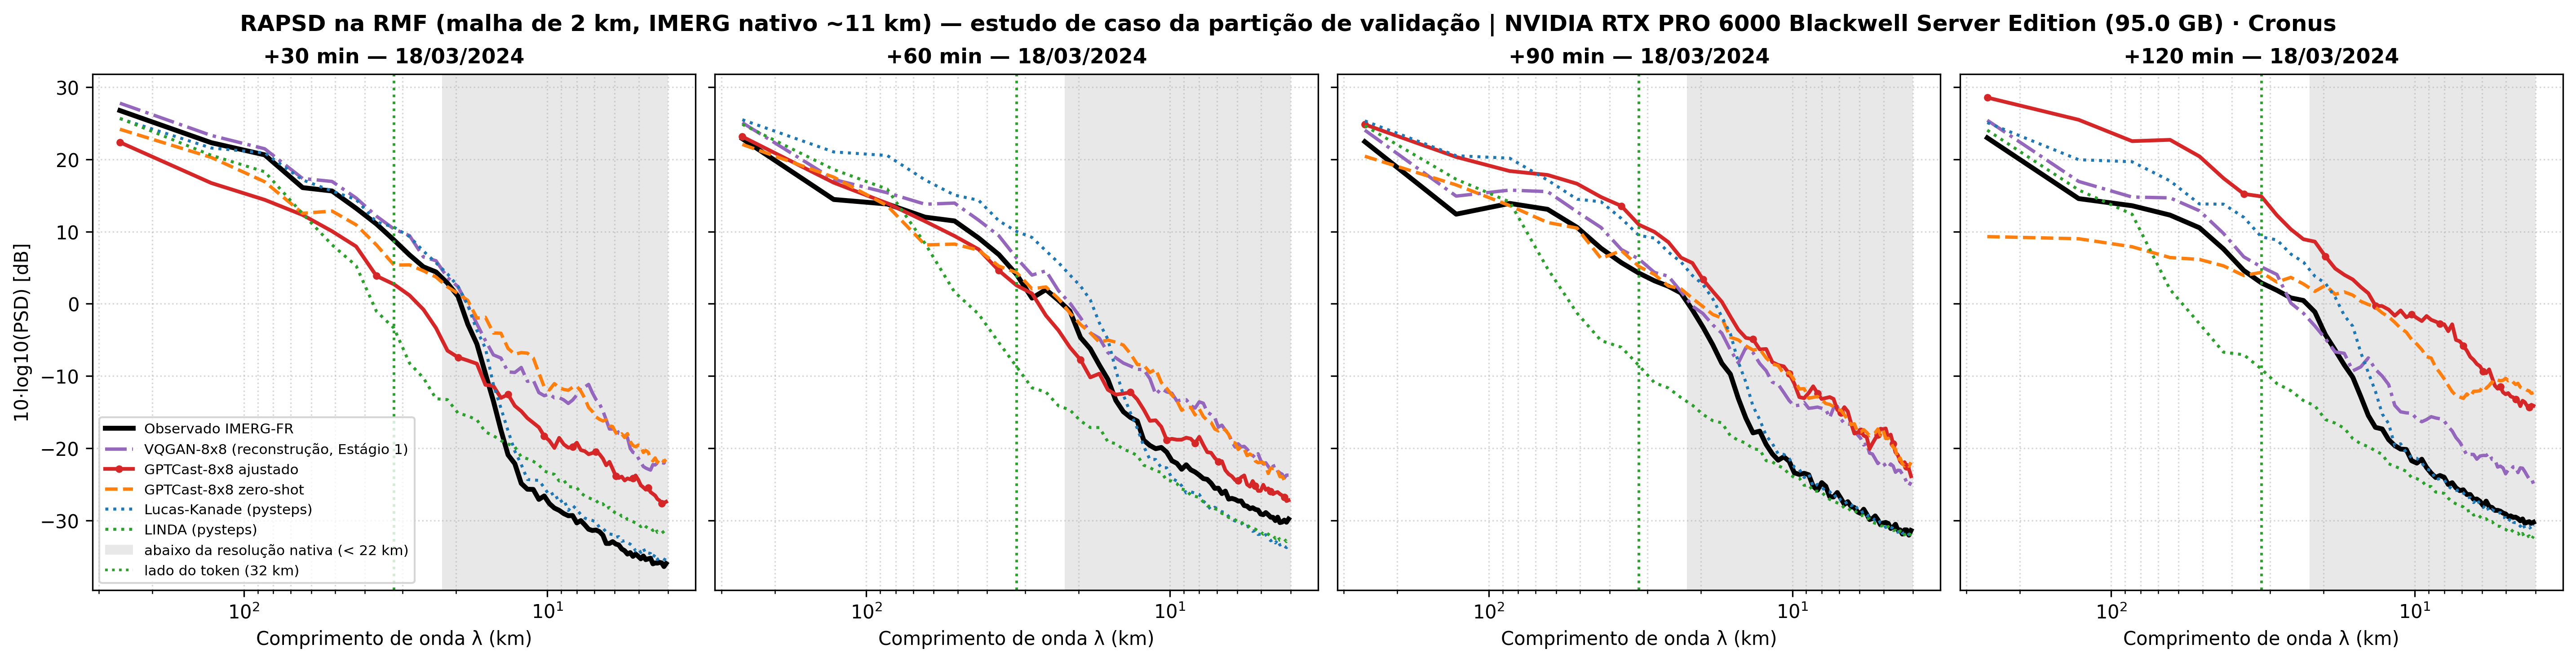 RAPSD na RMF (malha de 2 km, IMERG nativo ~11 km) — estudo de caso da partição de validação | NVIDIA RTX PRO 6000 Blackwell Server Edition (95.0 GB) · Cronus
+30 min — 18/03/2024
+60 min — 18/03/2024
+90 min — 18/03/2024
+120 min — 18/03/2024
10·log10(PSD) [dB]
30
20
10
0
−10
−20
−30
Observado IMERG-FR
VQGAN-8x8 (reconstrução, Estágio 1)
GPTCast-8x8 ajustado
GPTCast-8x8 zero-shot
Lucas-Kanade (pysteps)
LINDA (pysteps)
abaixo da resolução nativa (< 22 km)
lado do token (32 km)
10² 10¹
10² 10¹
10² 10¹
10² 10¹
Comprimento de onda λ (km)
Comprimento de onda λ (km)
Comprimento de onda λ (km)
Comprimento de onda λ (km)